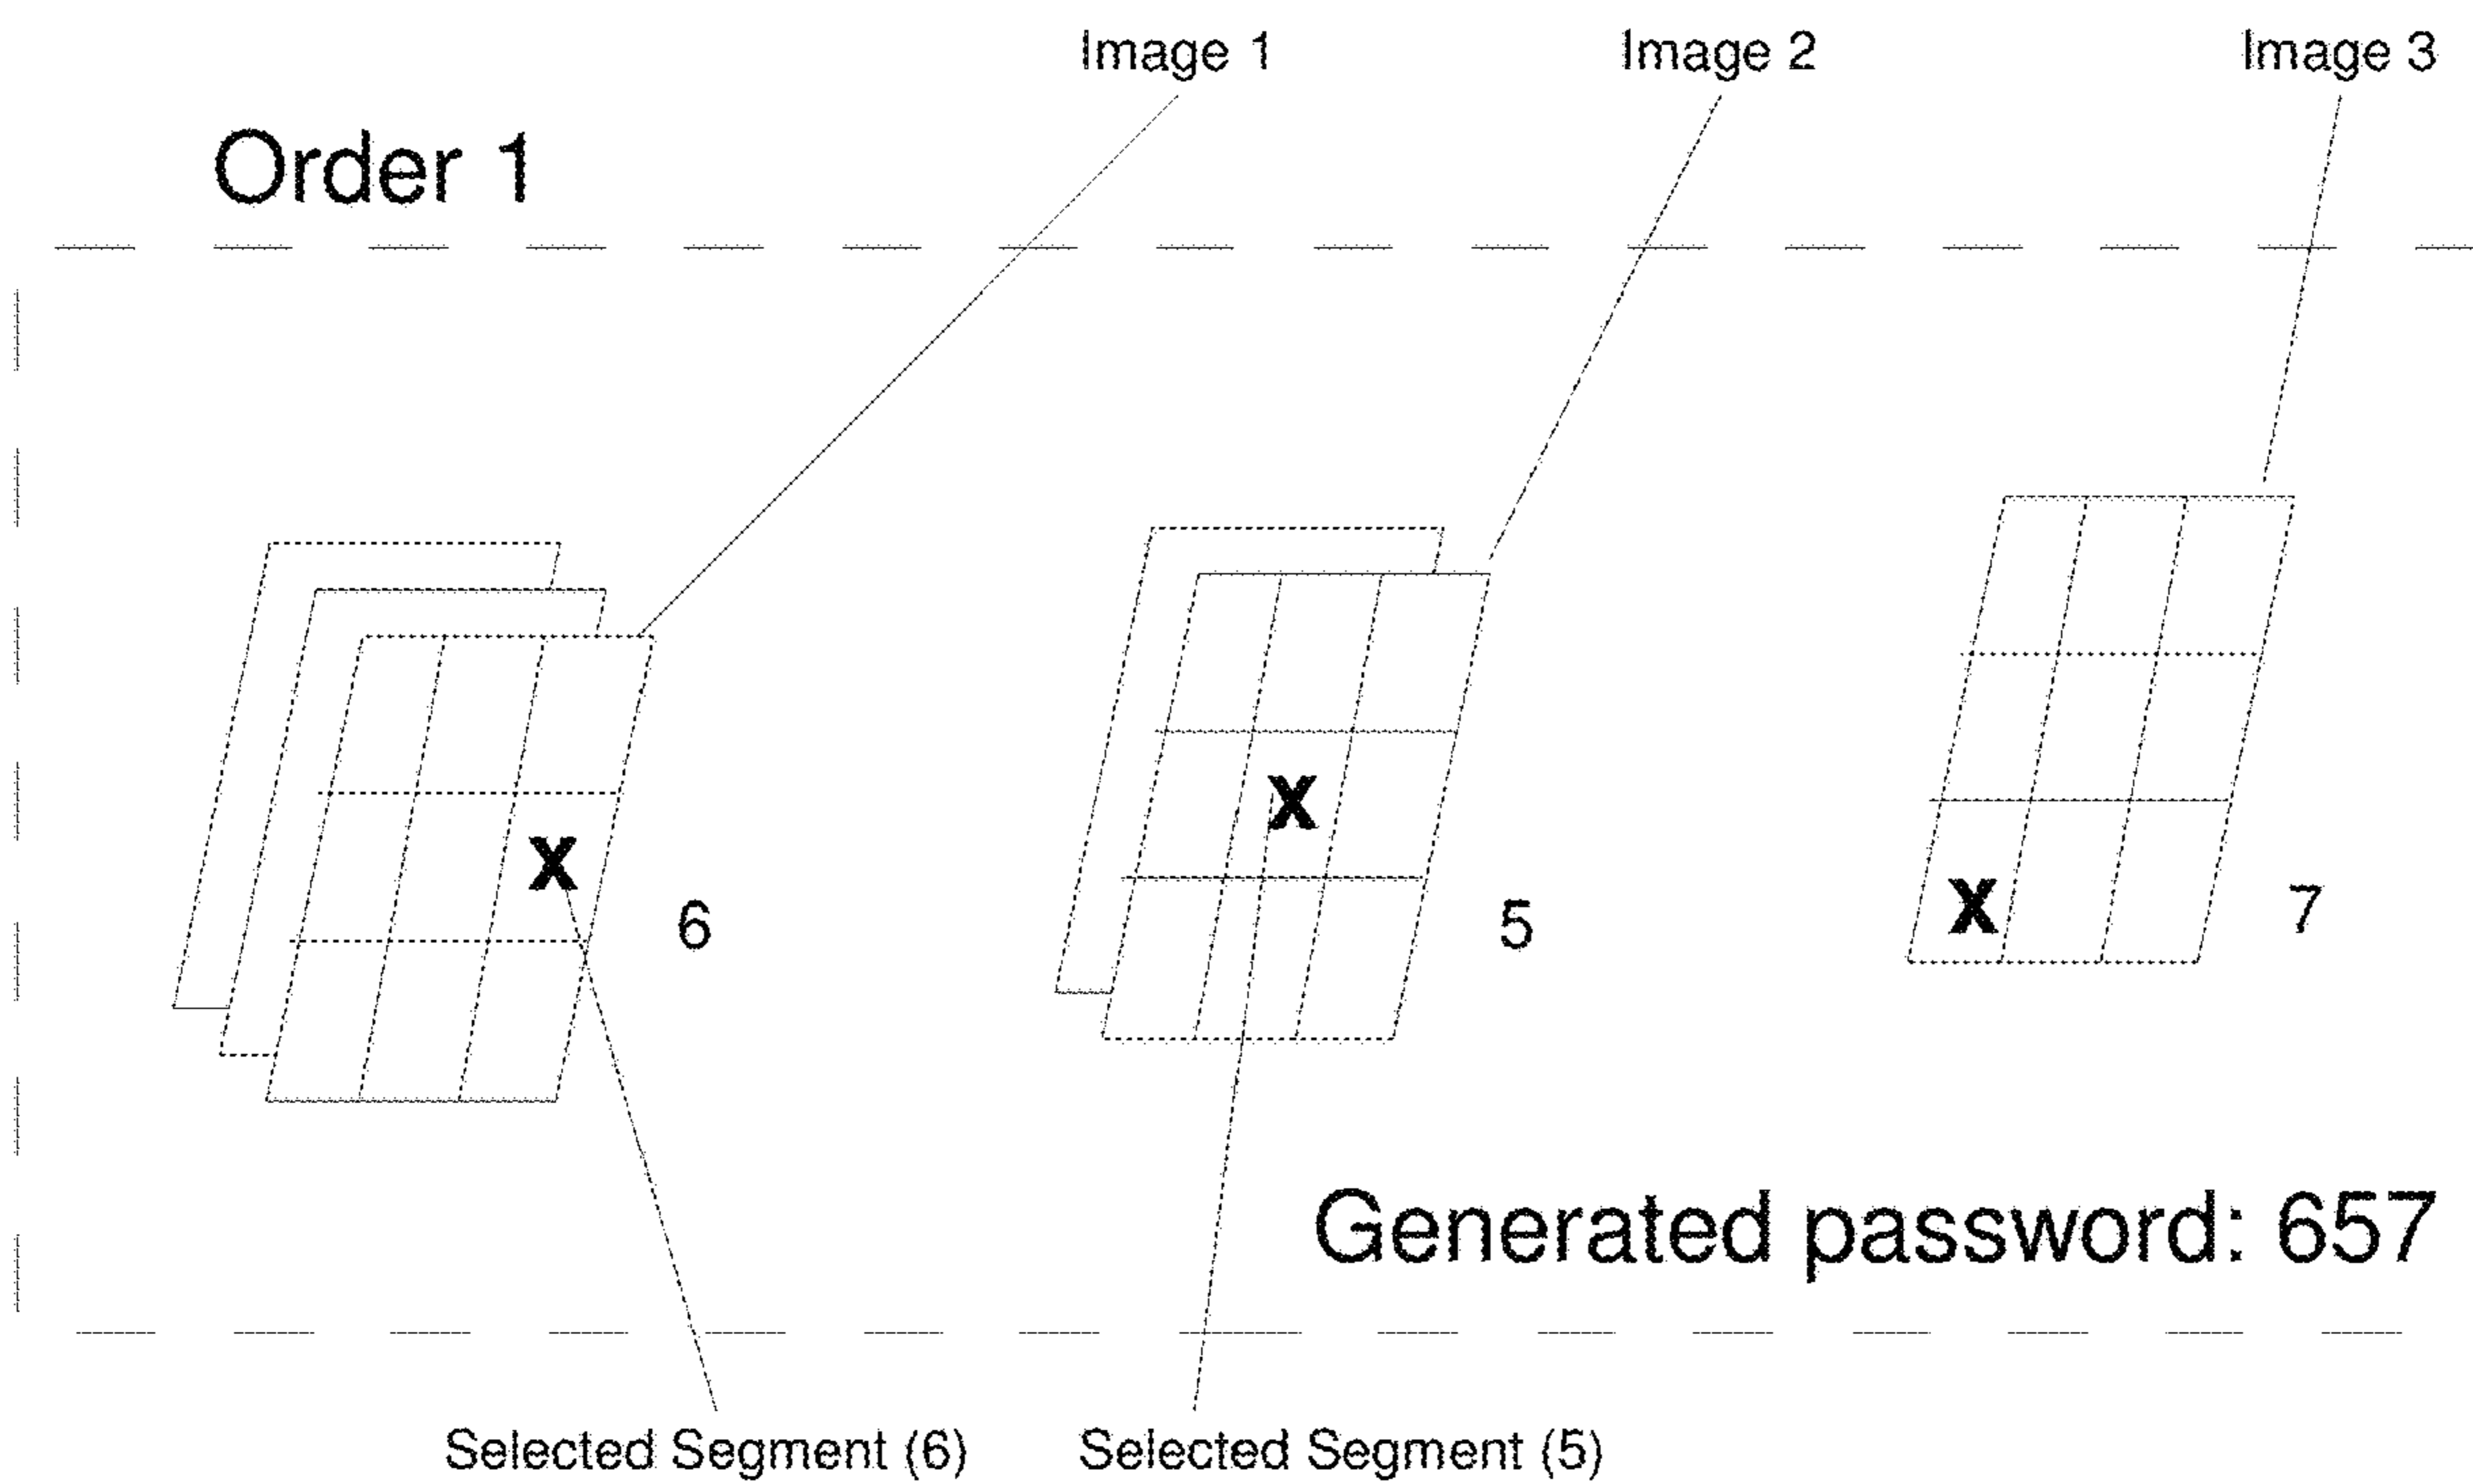 Image 1
Image 2
Image 3
Order 1
X
X
X
6
5
7
Generated password: 657
Selected Segment (6)
Selected Segment (5)